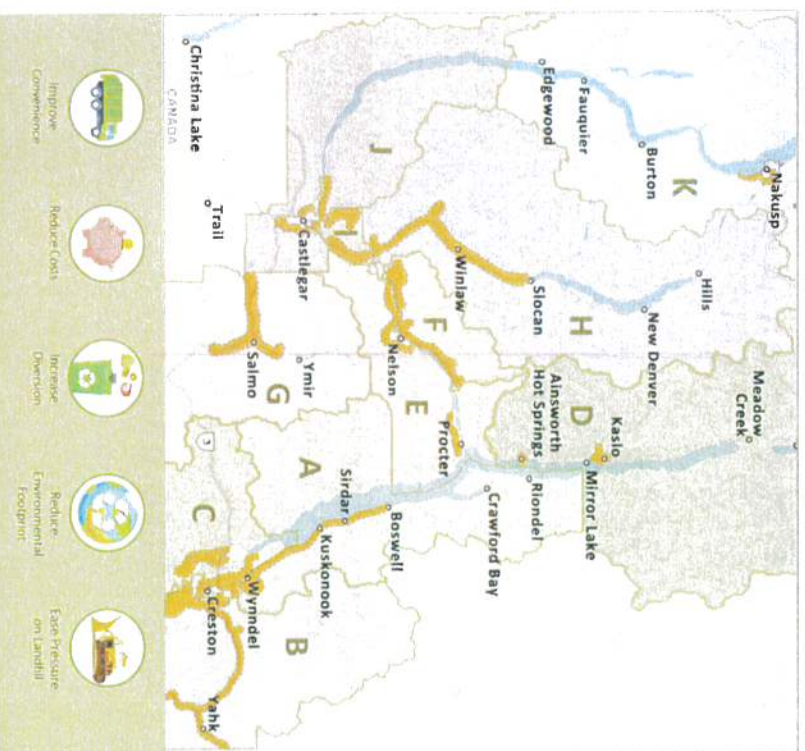 Nakusp
K
Burton
Fauquier
Edgewood
Hills
New Denver
H
Slocan
Winlaw
J
I
Castlegar
Christina Lake
CANADA
Trail
Meadow
Creek
D
Kaslo
Mirror Lake
Ainsworth
Hot Springs
Riondel
Crawford Bay
Procter
F
E
Nelson
Ymir
G
Salmo
Boswell
Sirdar
Kuskonook
A
Wynndel
C
3
Creston
B
Yahk
Improve
Convenience
Reduce Costs
Increase
Diversion
Reduce
Environmental
Footprint
Ease Pressure
on Landfill